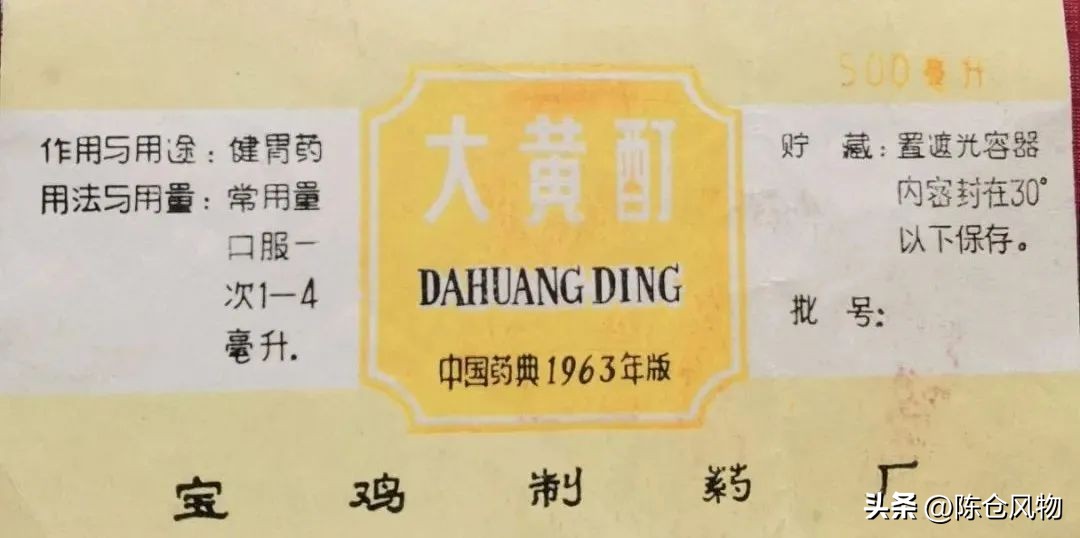 500毫升
作用与用途：健胃药
用法与用量：常用量
口服一
次1—4
毫升.
大黄酊
DAHUANG DING
中国药典1963年版
贮 藏：置遮光容器
内容封在30°
以下保存。
批 号：
宝鸡制药厂
头条 @陈仓风物